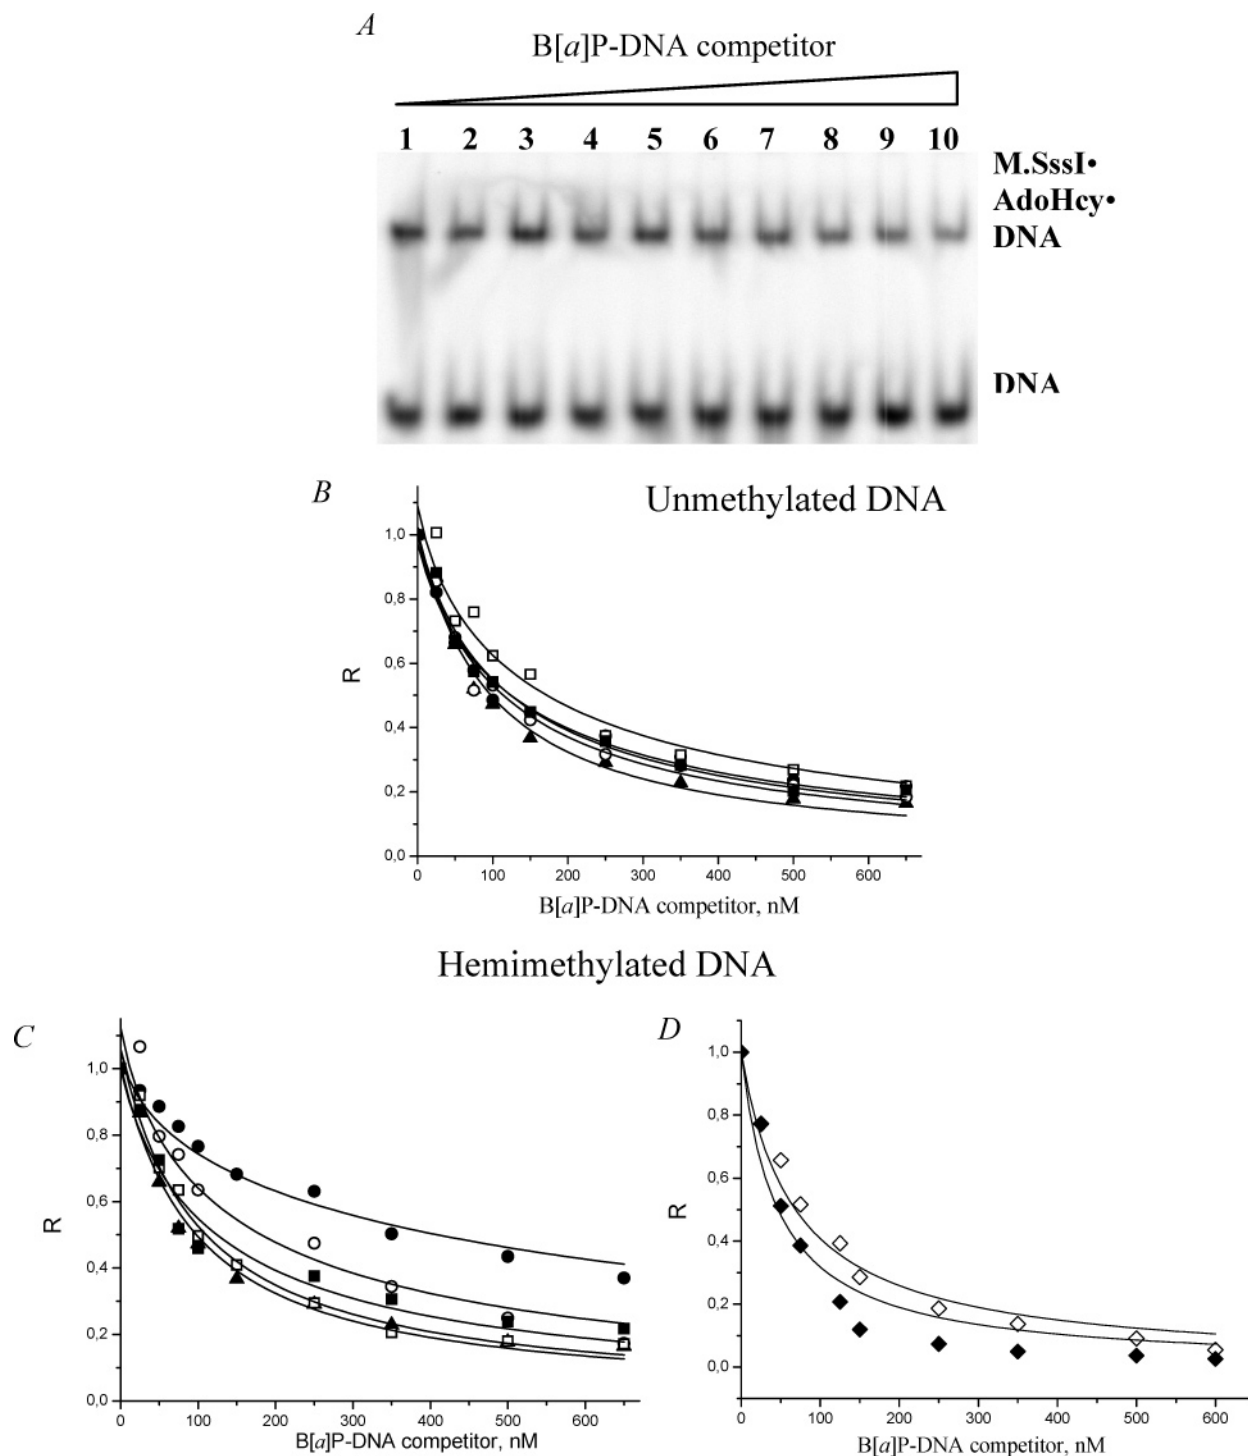 A
B[a]P-DNA competitor
1 2 3 4 5 6 7 8 9 10
M.SssI•
AdoHcy•
DNA
DNA
B
Unmethylated DNA
1,0
0,8
0,6
0,4
0,2
0,0
R
0 100 200 300 400 500 600
B[a]P-DNA competitor, nM
Hemimethylated DNA
C
1,0
0,8
0,6
0,4
0,2
0,0
R
0 100 200 300 400 500 600
B[a]P-DNA competitor, nM
D
1,0
0,8
0,6
0,4
0,2
0,0
R
0 100 200 300 400 500 600
B[a]P-DNA competitor, nM